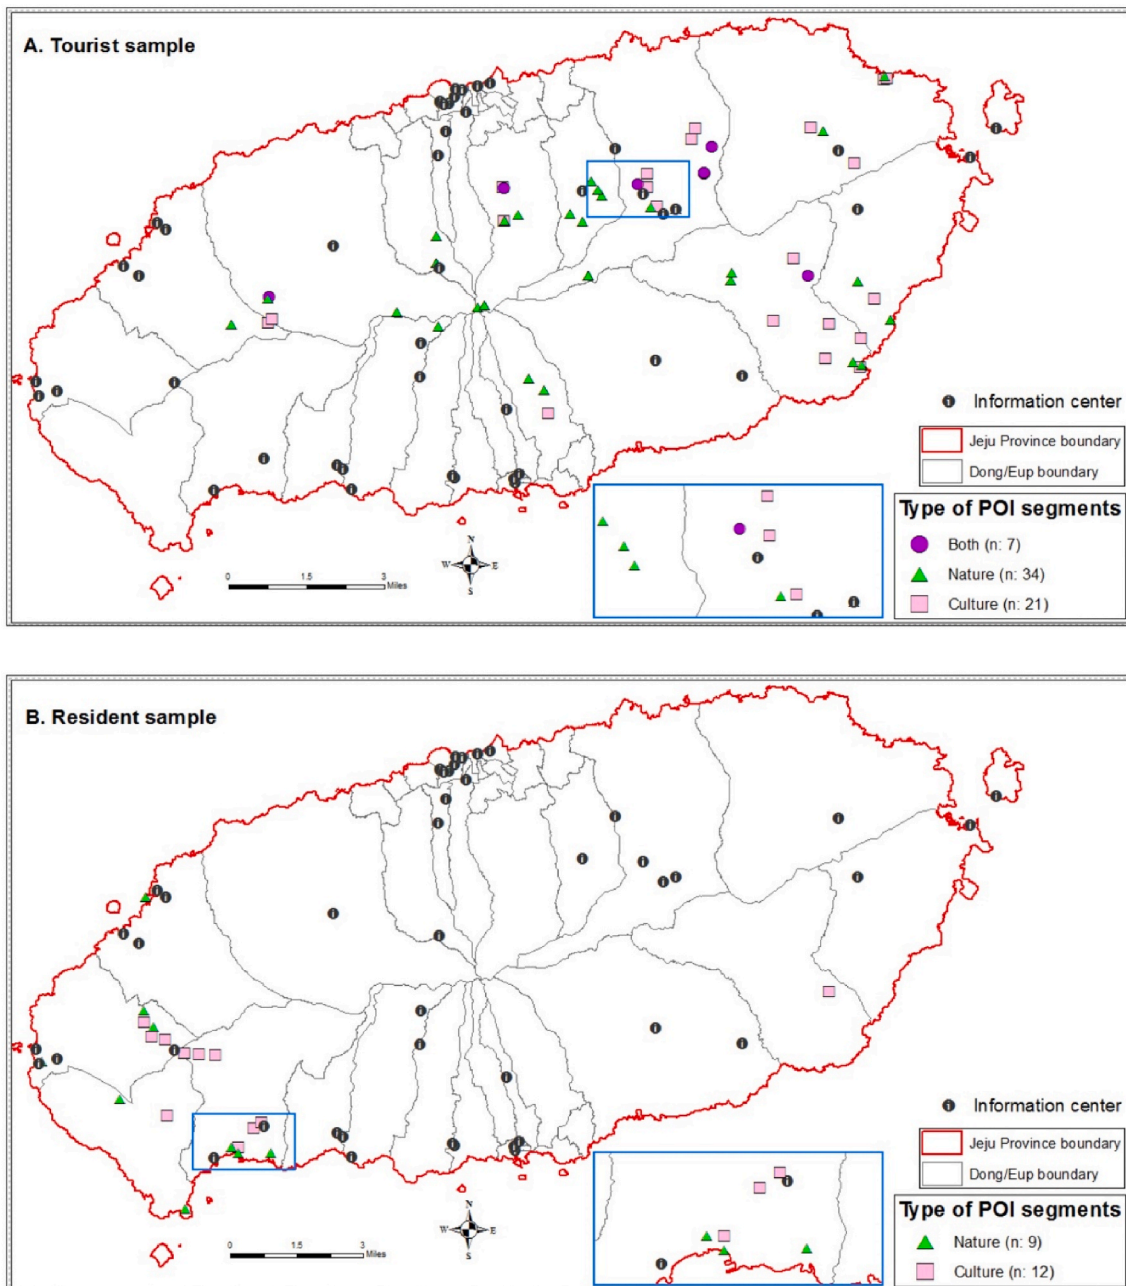 A. Tourist sample
Information center
Jeju Province boundary
Dong/Eup boundary
Type of POI segments
Both (n: 7)
Nature (n: 34)
Culture (n: 21)
N
W E
S
0 1.5 3
Miles
B. Resident sample
Information center
Jeju Province boundary
Dong/Eup boundary
Type of POI segments
Nature (n: 9)
Culture (n: 12)
N
W E
S
0 1.5 3
Miles